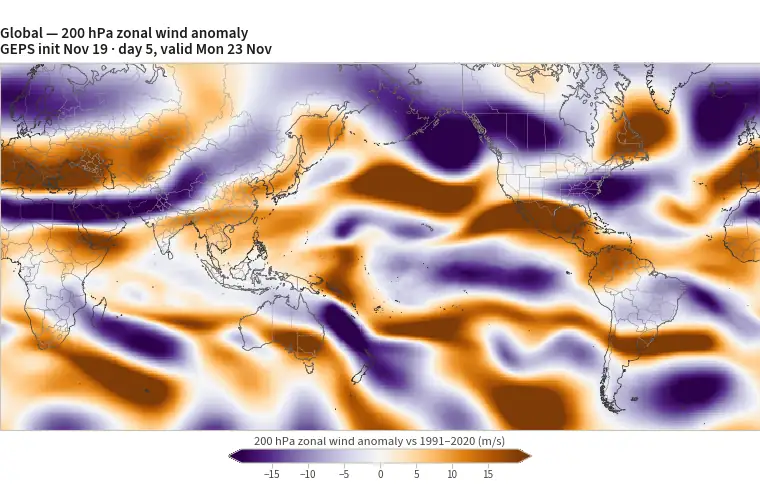 Global — 200 hPa zonal wind anomaly
GEPS init Nov 19 · day 5, valid Mon 23 Nov
200 hPa zonal wind anomaly vs 1991–2020 (m/s)
−15 −10 −5 0 5 10 15